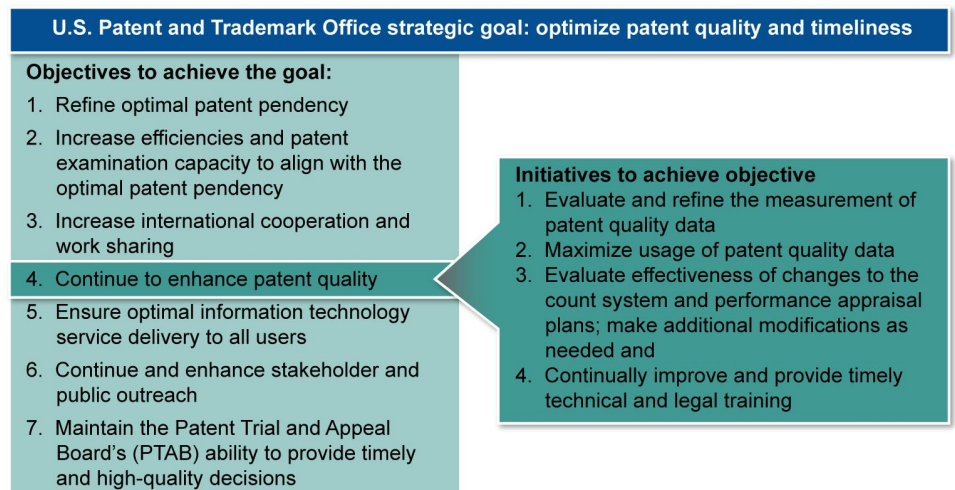 U.S. Patent and Trademark Office strategic goal: optimize patent quality and timeliness
Objectives to achieve the goal:
1. Refine optimal patent pendency
2. Increase efficiencies and patent
examination capacity to align with the
optimal patent pendency
3. Increase international cooperation and
work sharing
4. Continue to enhance patent quality
5. Ensure optimal information technology
service delivery to all users
6. Continue and enhance stakeholder and
public outreach
7. Maintain the Patent Trial and Appeal
Board's (PTAB) ability to provide timely
and high-quality decisions
Initiatives to achieve objective
1. Evaluate and refine the measurement of
patent quality data
2. Maximize usage of patent quality data
3. Evaluate effectiveness of changes to the
count system and performance appraisal
plans; make additional modifications as
needed and
4. Continually improve and provide timely
technical and legal training